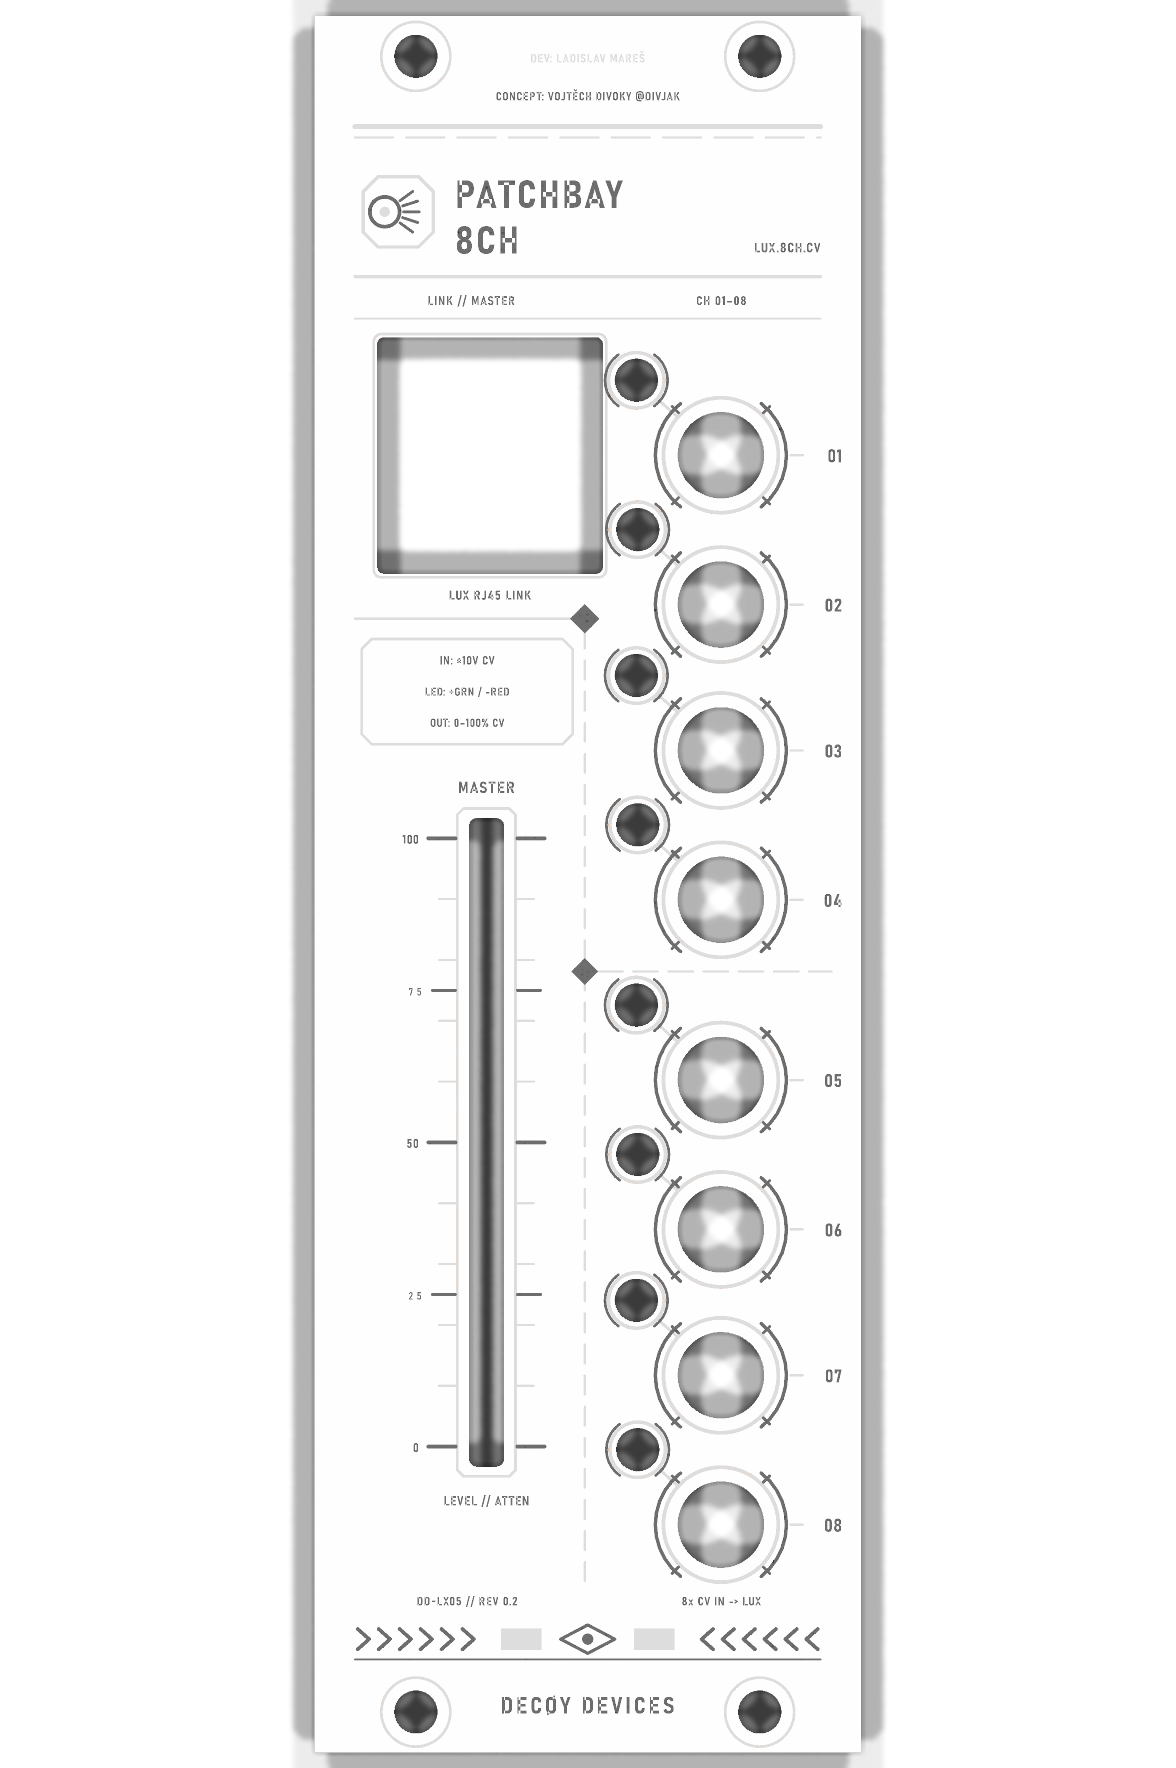 DEV: LADISLAV MAREŠ
CONCEPT: VOJTĚCH DIVOKY @DIVJAK
PATCHBAY
8CH
LUX.8CH.CV
LINK // MASTER
CH 01-08
01
02
LUX RJ45 LINK
IN: ±10V CV
LED: +GRN / -RED
OUT: 0-100% CV
03
MASTER
100
04
75
05
50
06
25
07
0
LEVEL // ATTEN
08
DD-LX05 // REV 0.2
8x CV IN -> LUX
DECOY DEVICES